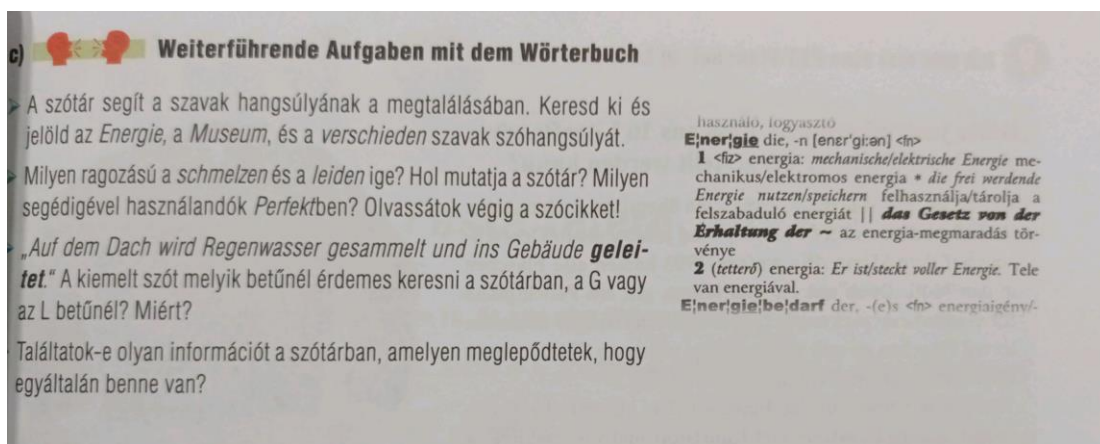 c) Weiterführende Aufgaben mit dem Wörterbuch
A szótár segít a szavak hangsúlyának a megtalálásában. Keresd ki és
jelöld az Energie, a Museum, és a verschieden szavak szóhangsúlyát.
Milyen ragozású a schmelzen és a leiden ige? Hol mutatja a szótár? Milyen
segédigével használandók Perfektben? Olvassátok végig a szócikket!
„Auf dem Dach wird Regenwasser gesammelt und ins Gebäude gelei-
tet.“ A kiemelt szót melyik betűnél érdemes keresni a szótárban, a G vagy
az L betűnél? Miért?
Találtatok-e olyan információt a szótárban, amelyen meglepődtetek, hogy
egyáltalán benne van?
használó, fogyasztó
E¦ner¦gie die, -n [enɛrˈgiːən] <fn>
1 <fiz> energia: mechanische/elektrische Energie me-
chanikus/elektromos energia * die frei werdende
Energie nutzen/speichern felhasználja/tárolja a
felszabaduló energiát || das Gesetz von der
Erhaltung der ~ az energia-megmaradás tör-
vénye
2 (tetterő) energia: Er ist/steckt voller Energie. Tele
van energiával.
E¦ner¦gie¦be¦darf der, -(e)s <fn> energiaigény/-